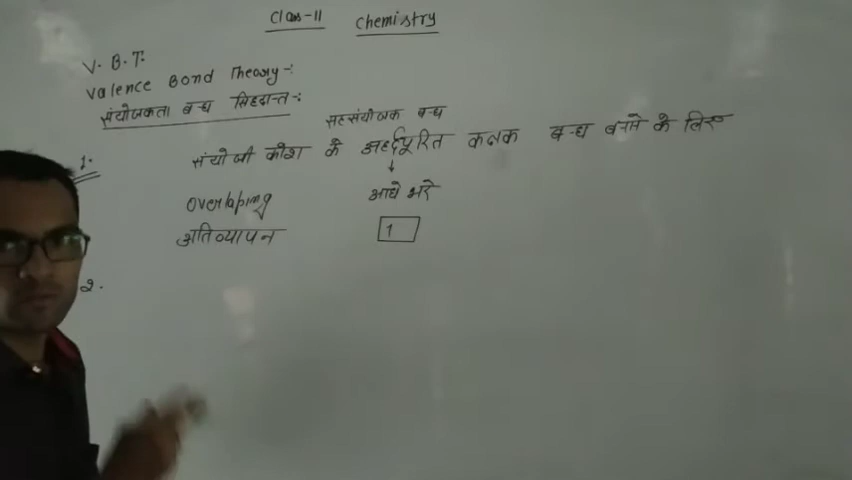 Class-11 Chemistry
V. B. T.
Valence Bond Theory-:
संयोजकता बन्ध सिद्धान्त-:
सहसंयोजक बन्ध
1. संयोजी कोश के अर्द्धपूरित कक्षक बन्ध बनाने के लिए
overlaping आधे भरे
अतिव्यापन 1
2.